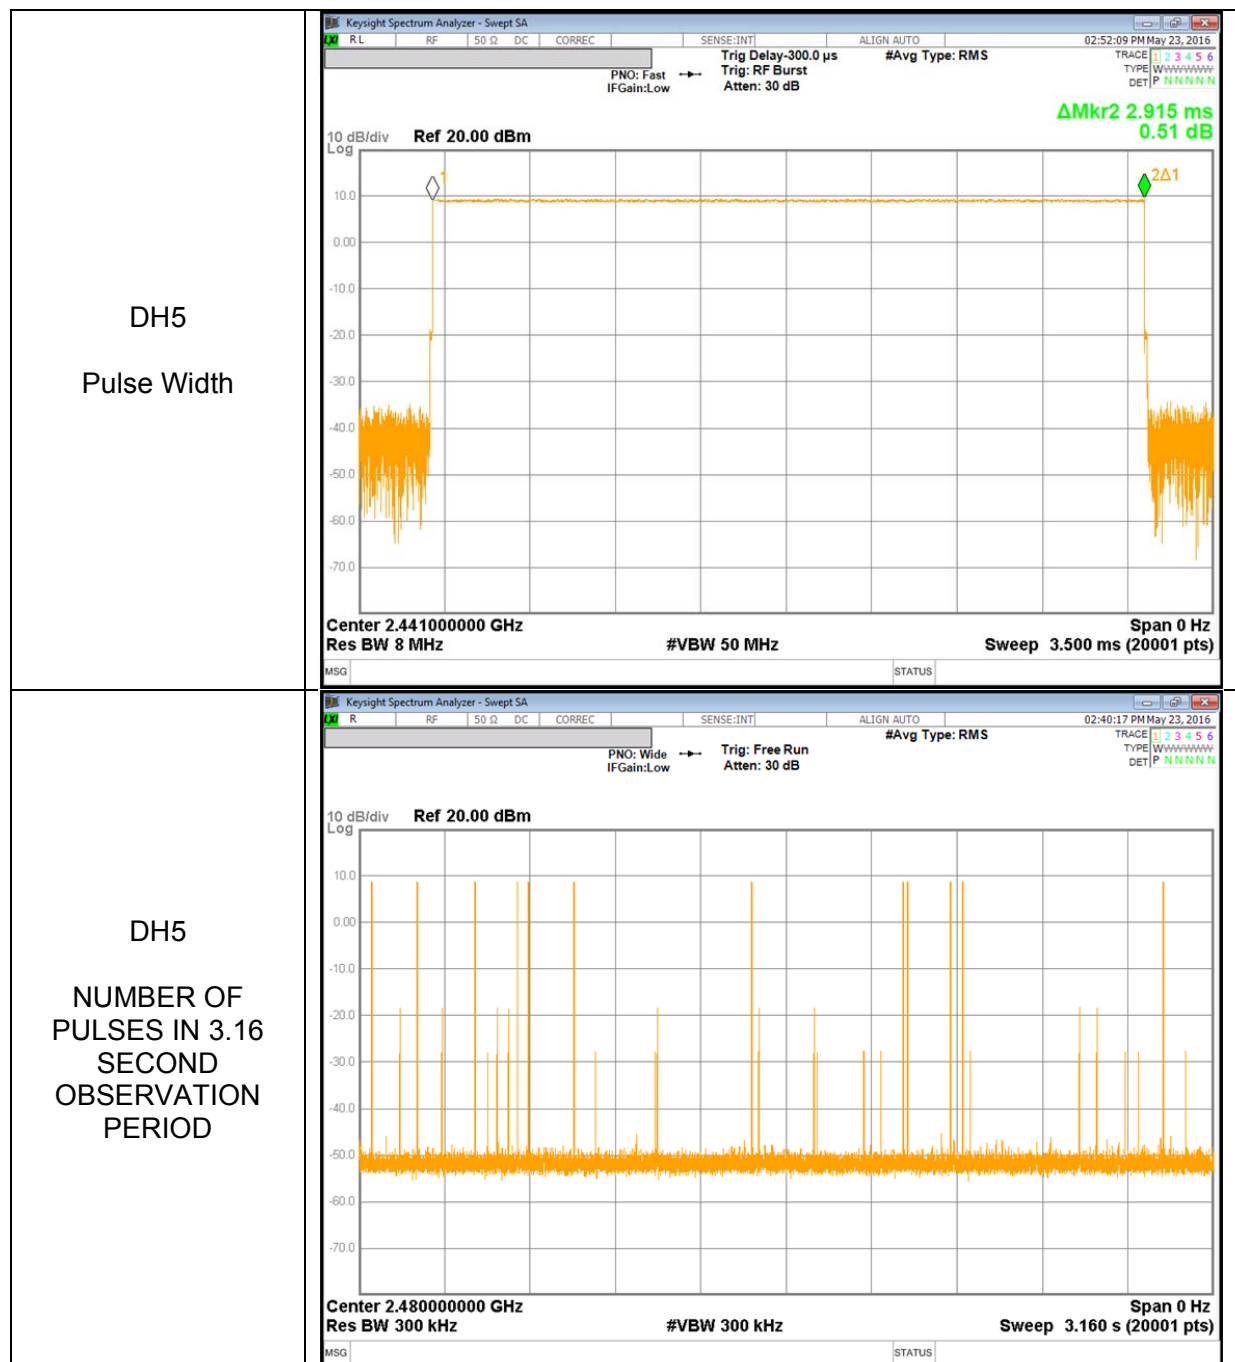 DH5
Pulse Width
Keysight Spectrum Analyzer - Swept SA
LXI RL RF 50 Ω DC CORREC SENSE:INT ALIGN AUTO 02:52:09 PM May 23, 2016
Trig Delay-300.0 µs #Avg Type: RMS TRACE 1 2 3 4 5 6
PNO: Fast Trig: RF Burst TYPE WWWWWW
IFGain:Low Atten: 30 dB DET P N N N N N
ΔMkr2 2.915 ms
0.51 dB
10 dB/div Ref 20.00 dBm
Log
1
2Δ1
10.0
0.00
-10.0
-20.0
-30.0
-40.0
-50.0
-60.0
-70.0
Center 2.441000000 GHz Span 0 Hz
Res BW 8 MHz #VBW 50 MHz Sweep 3.500 ms (20001 pts)
MSG STATUS
DH5
NUMBER OF
PULSES IN 3.16
SECOND
OBSERVATION
PERIOD
Keysight Spectrum Analyzer - Swept SA
LXI R RF 50 Ω DC CORREC SENSE:INT ALIGN AUTO 02:40:17 PM May 23, 2016
#Avg Type: RMS TRACE 1 2 3 4 5 6
PNO: Wide Trig: Free Run TYPE WWWWWW
IFGain:Low Atten: 30 dB DET P N N N N N
10 dB/div Ref 20.00 dBm
Log
10.0
0.00
-10.0
-20.0
-30.0
-40.0
-50.0
-60.0
-70.0
Center 2.480000000 GHz Span 0 Hz
Res BW 300 kHz #VBW 300 kHz Sweep 3.160 s (20001 pts)
MSG STATUS